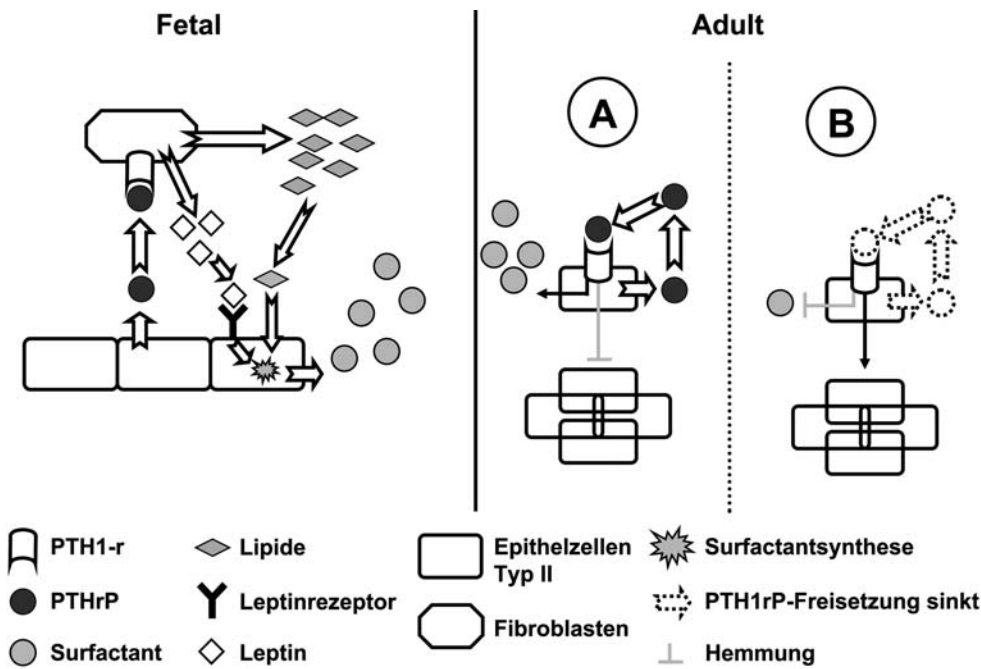 Fetal
Adult
A
B
PTH1-r
Lipide
Epithelzellen
Typ II
Surfactantsynthese
PTHrP
Leptinrezeptor
PTH1rP-Freisetzung sinkt
Surfactant
Leptin
Fibroblasten
Hemmung